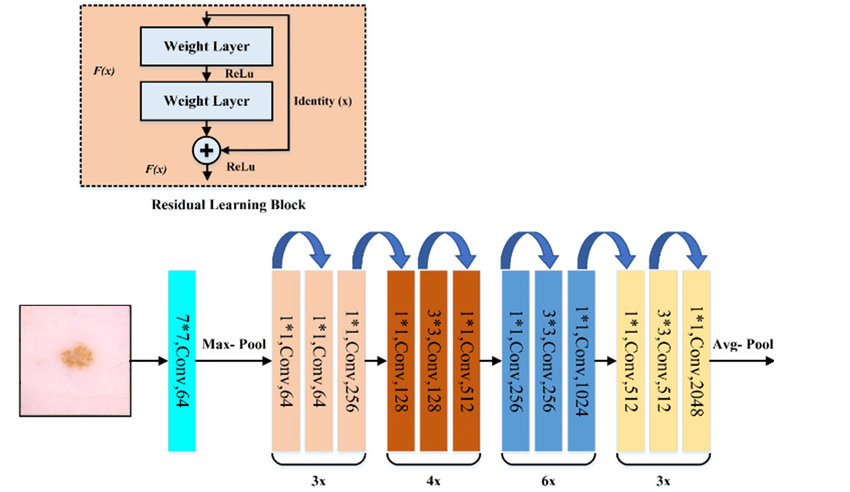 Weight Layer
F(x)
ReLu
Weight Layer
Identity (x)
+
F(x)
ReLu
Residual Learning Block
7*7,Conv,64
Max- Pool
1*1,Conv,64
1*1,Conv,64
1*1,Conv,256
1*1,Conv,128
3*3,Conv,128
1*1,Conv,512
1*1,Conv,256
3*3,Conv,256
1*1,Conv,1024
1*1,Conv,512
3*3,Conv,512
1*1,Conv,2048
Avg- Pool
3x
4x
6x
3x